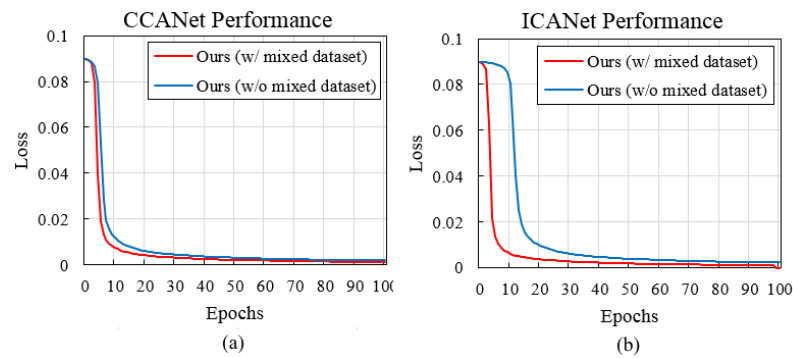 CCANet Performance
0.1
0.08
0.06
0.04
0.02
0
Loss
Ours (w/ mixed dataset)
Ours (w/o mixed dataset)
0 10 20 30 40 50 60 70 80 90 101
Epochs
(a)
ICANet Performance
0.1
0.08
0.06
0.04
0.02
0
Loss
Ours (w/ mixed dataset)
Ours (w/o mixed dataset)
0 10 20 30 40 50 60 70 80 90 101
Epochs
(b)